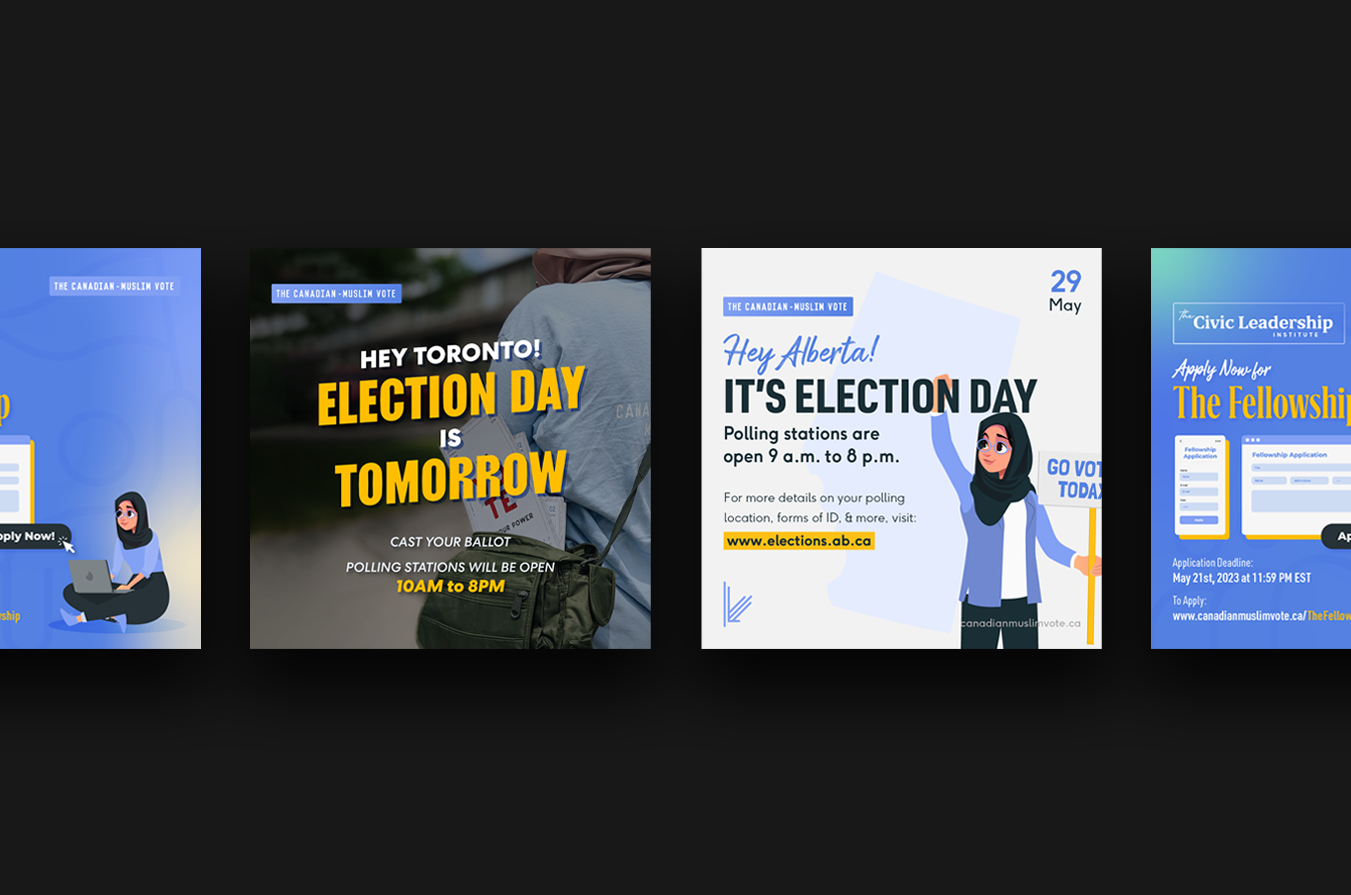 THE CANADIAN-MUSLIM VOTE
Now!
THE CANADIAN-MUSLIM VOTE
HEY TORONTO!
ELECTION DAY
IS
TOMORROW
CAST YOUR BALLOT
POLLING STATIONS WILL BE OPEN
10AM to 8PM
POWER
THE CANADIAN-MUSLIM VOTE
29
May
Hey Alberta!
IT'S ELECTION DAY
Polling stations are
open 9 a.m. to 8 p.m.
For more details on your polling
location, forms of ID, & more, visit:
www.elections.ab.ca
GO VOT
TODA
canadianmuslimvote.ca
the Civic Leadership
INSTITUTE
Apply Now for
The Fellowship
Fellowship
Application
Fellowship Application
Ap
Application Deadline:
May 21st, 2023 at 11:59 PM EST
To Apply:
www.canadianmuslimvote.ca/TheFellow